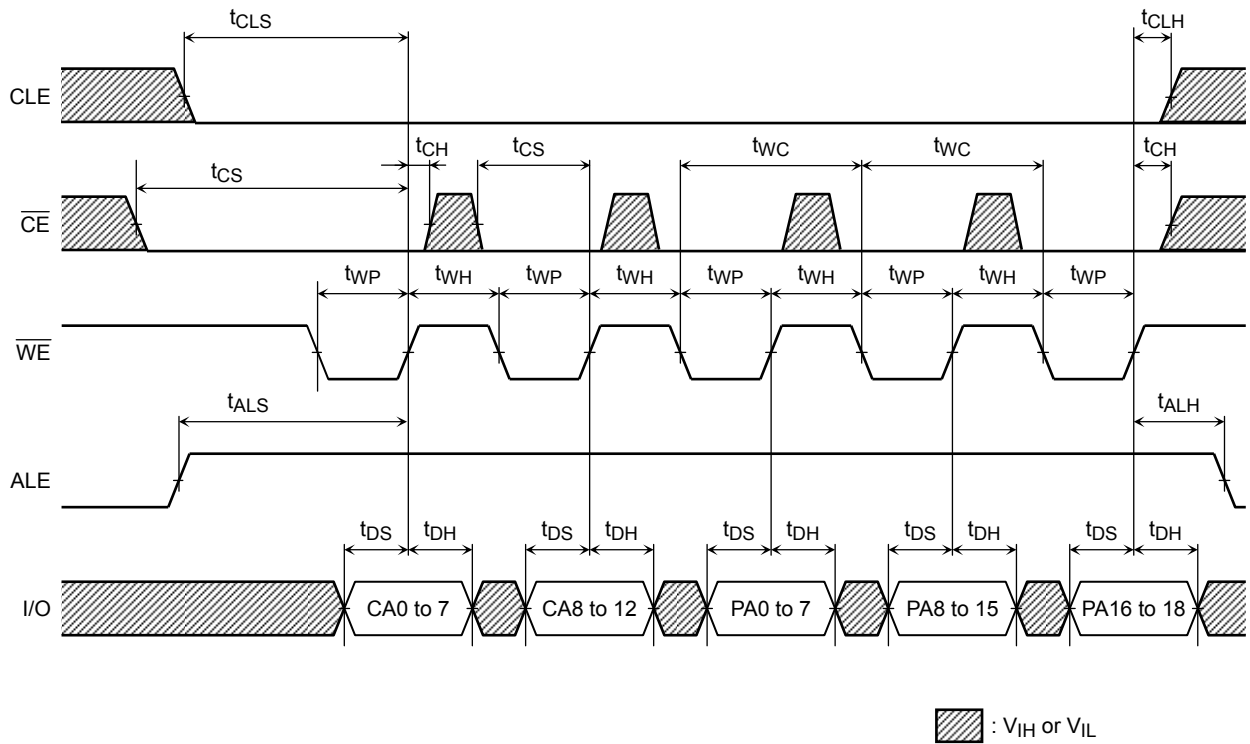 tCLS tCLH
CLE
tCH tCS tWC tWC tCH
tCS
CE
tWP tWH tWP tWH tWP tWH tWP tWH tWP
WE
tALS tALH
ALE
tDS tDH tDS tDH tDS tDH tDS tDH tDS tDH
I/O CA0 to 7 CA8 to 12 PA0 to 7 PA8 to 15 PA16 to 18
: VIH or VIL